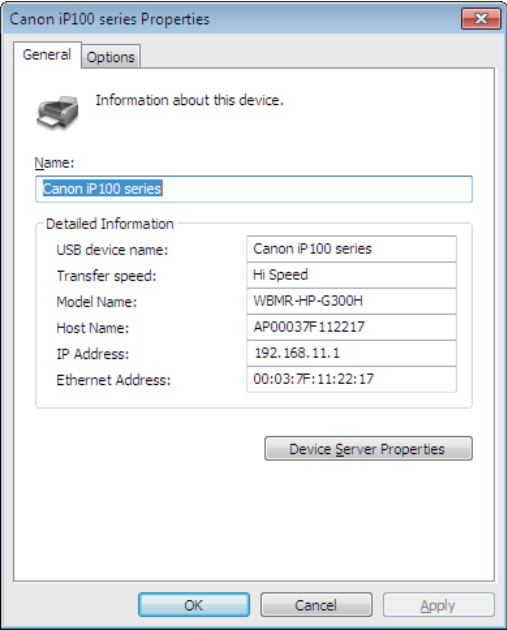 Canon iP100 series Properties
General
Options
Information about this device.
Name:
Canon iP100 series
Detailed Information
USB device name: Canon iP100 series
Transfer speed: Hi Speed
Model Name: WBMR-HP-G300H
Host Name: AP00037F112217
IP Address: 192.168.11.1
Ethernet Address: 00:03:7F:11:22:17
Device Server Properties
OK Cancel Apply